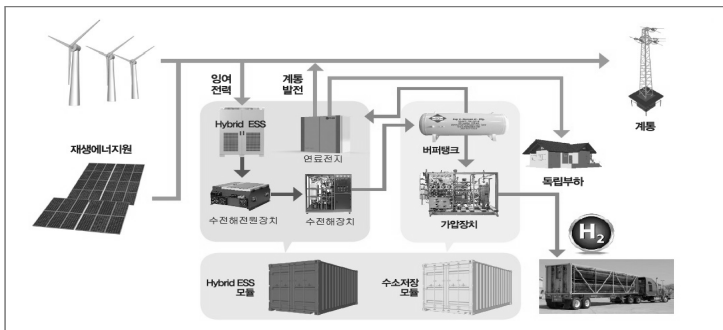 잉여
전력
계통
발전
계통
재생에너지원
Hybrid ESS
연료전지
버퍼탱크
독립부하
수전해전원장치
수전해장치
가압장치
H₂
Hybrid ESS
모듈
수소저장
모듈